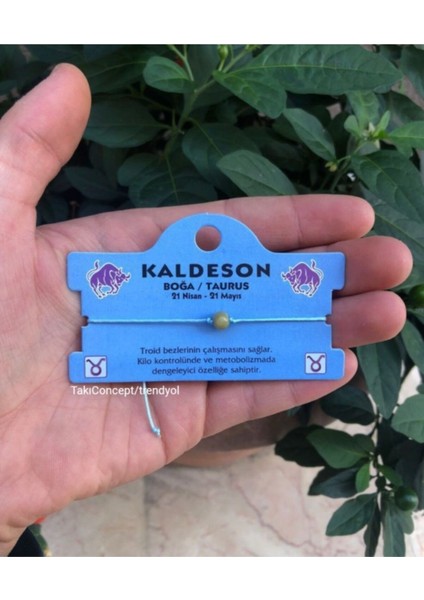 KALDESON
BOĞA / TAURUS
21 Nisan - 21 Mayıs
Troid bezlerinin çalışmasını sağlar.
Kilo kontrolünde ve metobolizmada
dengeleyici özelliğe sahiptir.
TakıConcept/trendyol